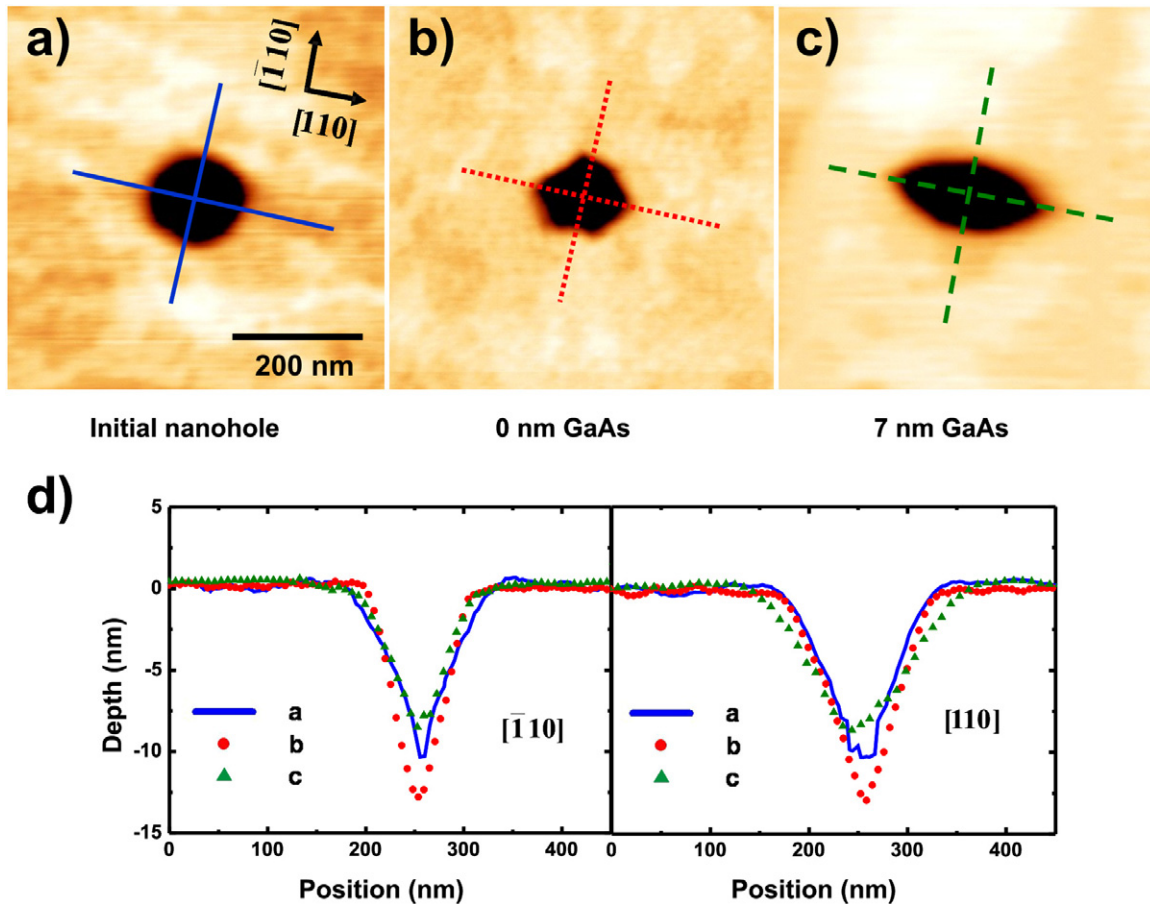 a)
[1̄10]
[110]
200 nm
b)
c)
Initial nanohole
0 nm GaAs
7 nm GaAs
d)
Depth (nm)
5
0
-5
-10
-15
a
b
c
[1̄10]
0 100 200 300 400
Position (nm)
a
b
c
[110]
0 100 200 300 400
Position (nm)